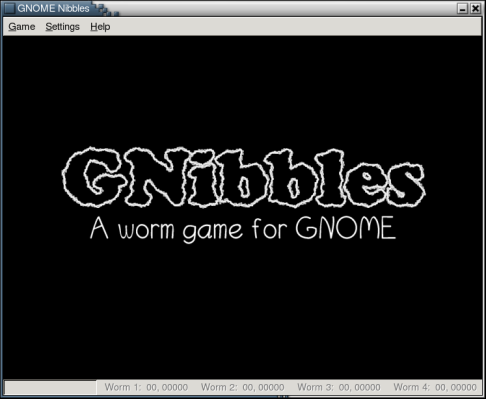 GNOME Nibbles
Game Settings Help
GNibbles
A worm game for GNOME
Worm 1: 00, 00000 Worm 2: 00, 00000 Worm 3: 00, 00000 Worm 4: 00, 00000